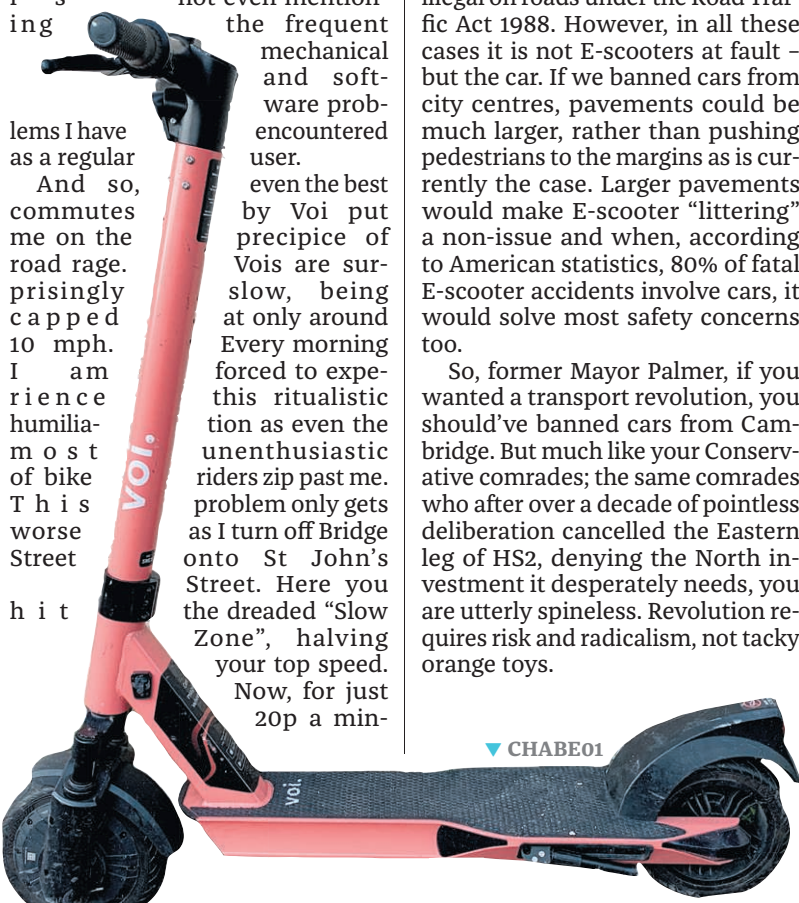 not even mention-
ing the frequent
mechanical
and soft-
ware prob-
lems I have encountered
as a regular user.
And so, even the best
commutes by Voi put
me on the precipice of
road rage. Vois are sur-
prisingly slow, being
capped at only around
10 mph. Every morning
I am forced to expe-
rience this ritualistic
humilia- tion as even the
most unenthusiastic
of bike riders zip past me.
This problem only gets
worse as I turn off Bridge
Street onto St John's
Street. Here you
hit the dreaded “Slow
Zone”, halving
your top speed.
Now, for just
20p a min-
illegal on roads under the Road Traf-
fic Act 1988. However, in all these
cases it is not E-scooters at fault –
but the car. If we banned cars from
city centres, pavements could be
much larger, rather than pushing
pedestrians to the margins as is cur-
rently the case. Larger pavements
would make E-scooter “littering”
a non-issue and when, according
to American statistics, 80% of fatal
E-scooter accidents involve cars, it
would solve most safety concerns
too.
So, former Mayor Palmer, if you
wanted a transport revolution, you
should've banned cars from Cam-
bridge. But much like your Conserv-
ative comrades; the same comrades
who after over a decade of pointless
deliberation cancelled the Eastern
leg of HS2, denying the North in-
vestment it desperately needs, you
are utterly spineless. Revolution re-
quires risk and radicalism, not tacky
orange toys.
▼ CHABE01
voi.
voi.